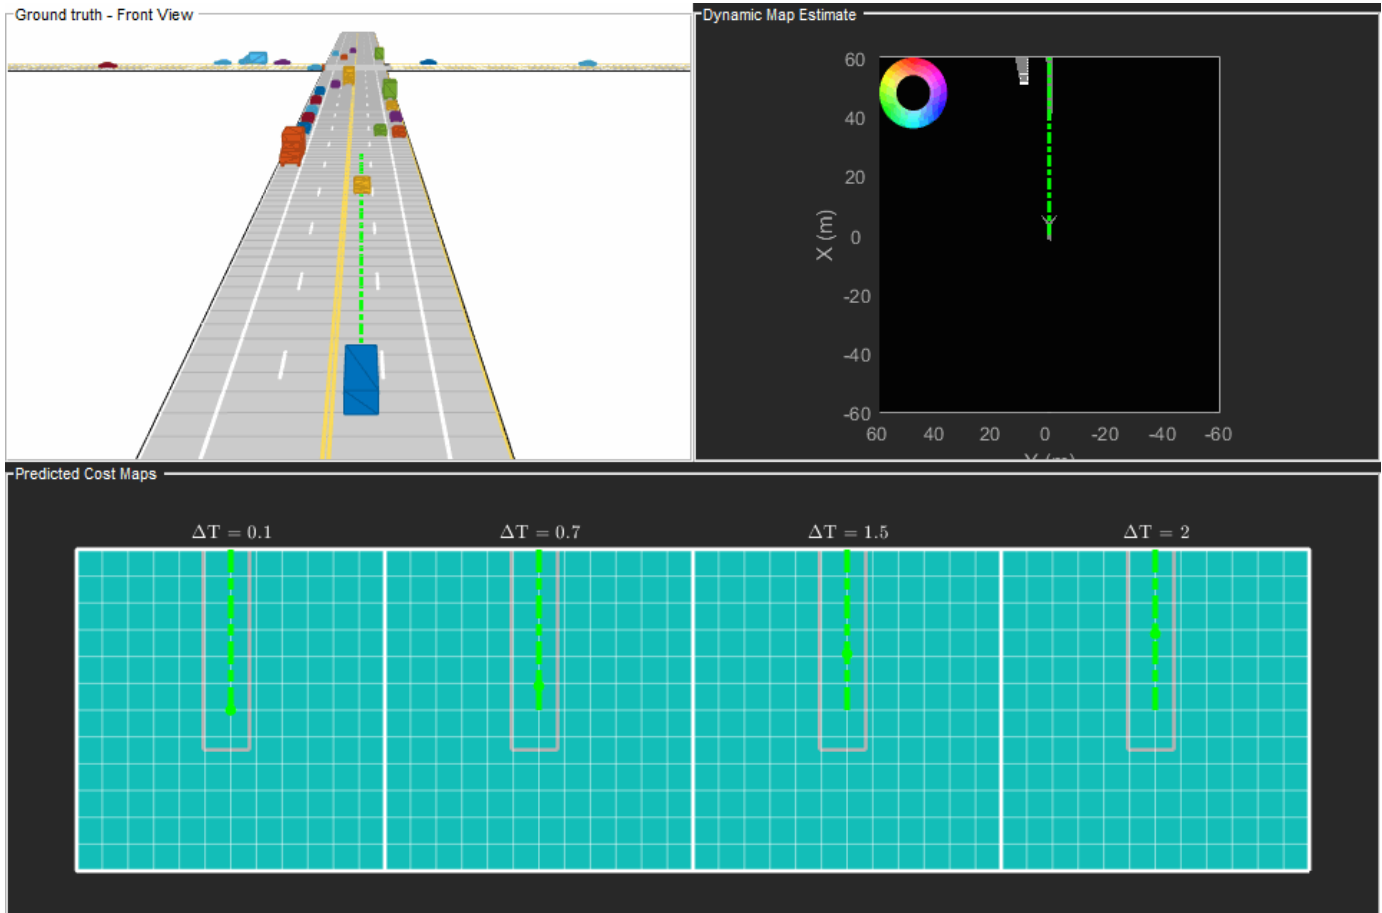 Ground truth - Front View
Dynamic Map Estimate
60
40
20
0
-20
-40
-60
X (m)
60 40 20 0 -20 -40 -60
Predicted Cost Maps
ΔT = 0.1 ΔT = 0.7 ΔT = 1.5 ΔT = 2